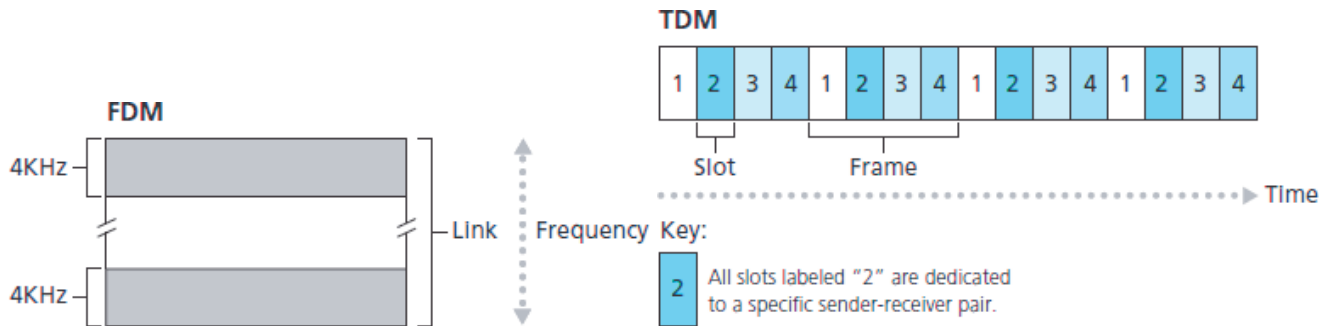 TDM
1 2 3 4 1 2 3 4 1 2 3 4 1 2 3 4
Slot
Frame
Time
FDM
4KHz
4KHz
Link
Frequency
Key:
2
All slots labeled “2” are dedicated
to a specific sender-receiver pair.